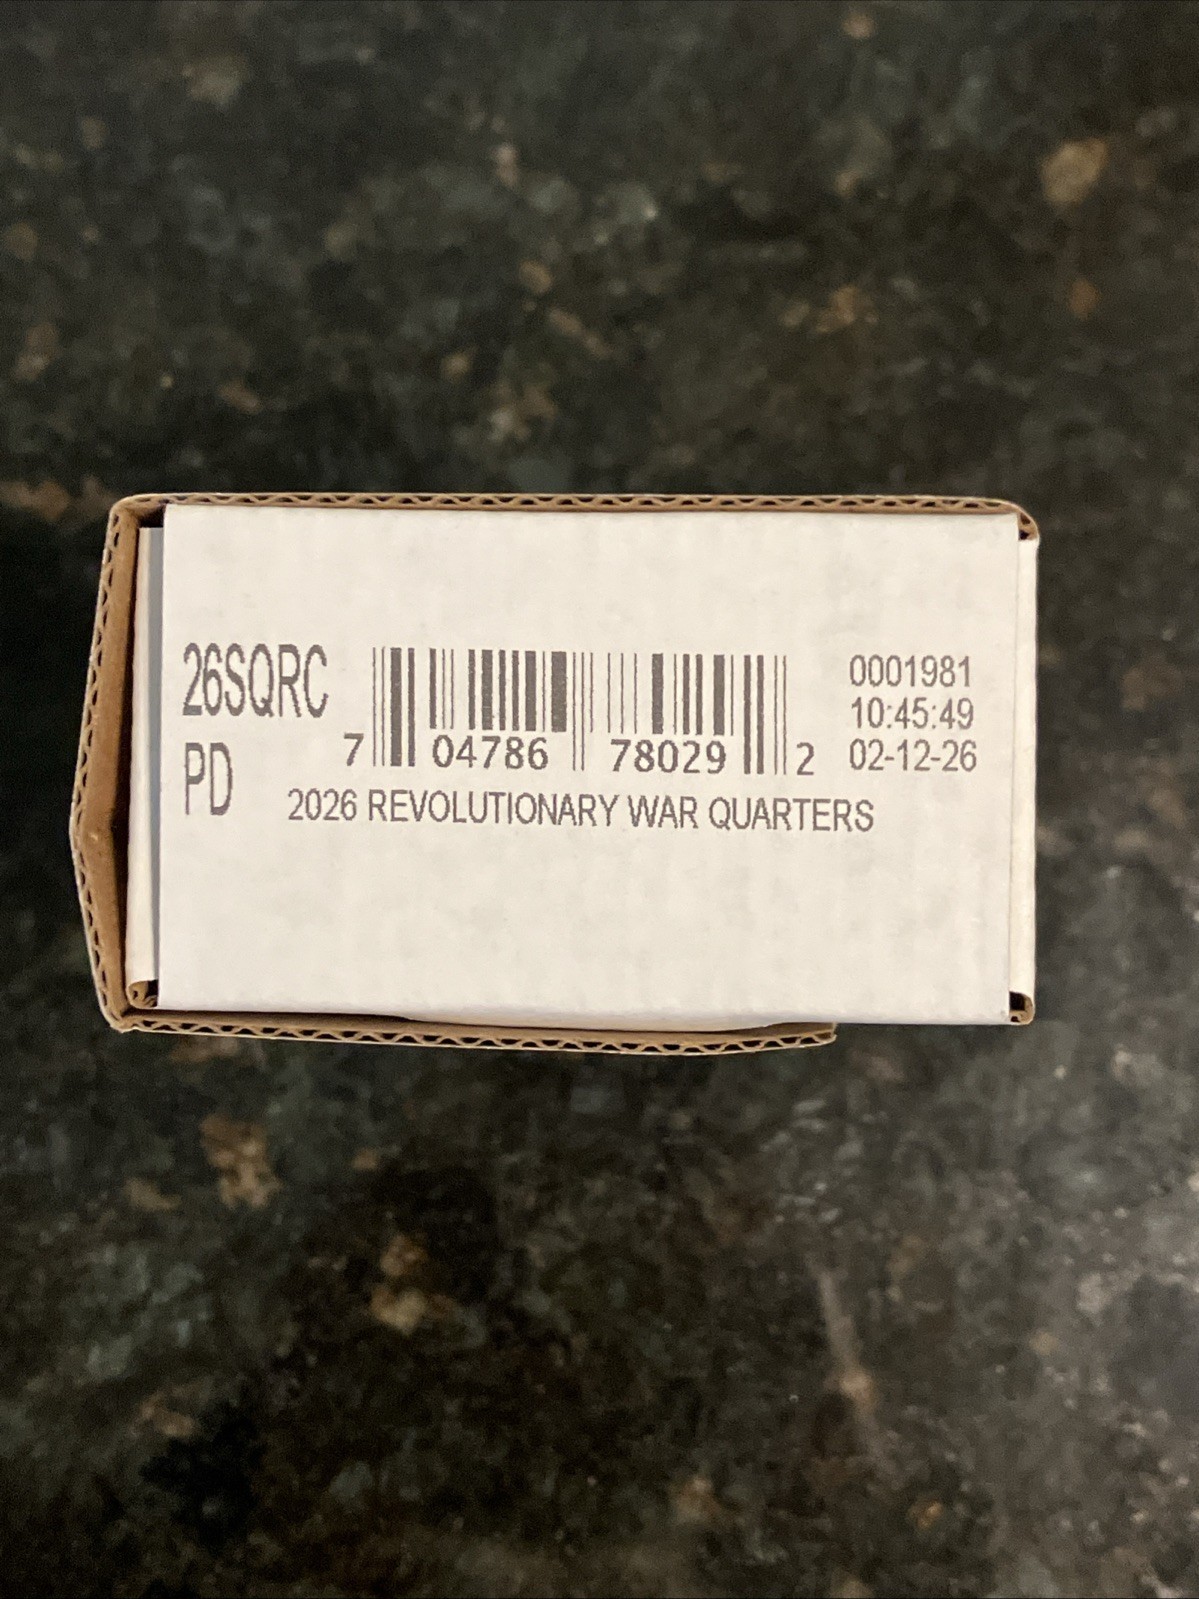 26SQRC
PD
7 04786 78029 2
0001981
10:45:49
02-12-26
2026 REVOLUTIONARY WAR QUARTERS